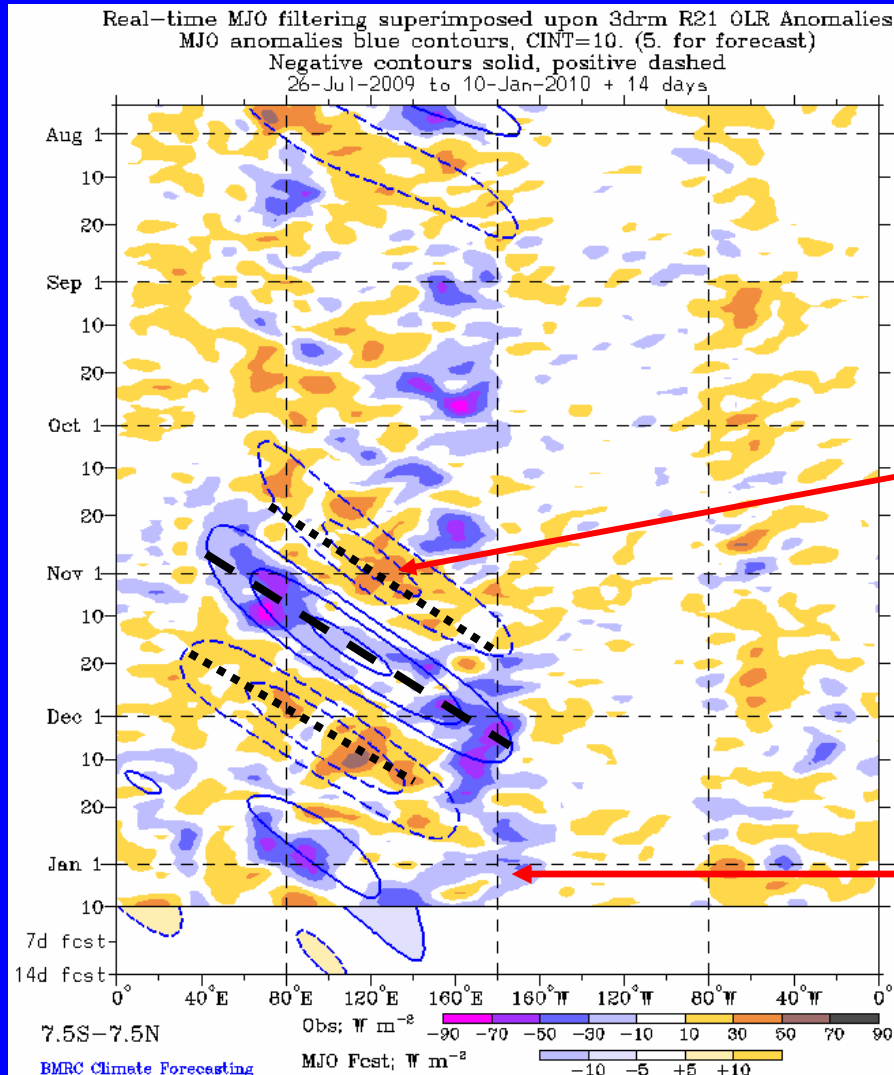 Real-time MJO filtering superimposed upon 3drm R21 OLR Anomalies
MJO anomalies blue contours, CINT=10. (5. for forecast)
Negative contours solid, positive dashed
26-Jul-2009 to 10-Jan-2010 + 14 days
Aug 1
10
20
Sep 1
10
20
Oct 1
10
20
Nov 1
10
20
Dec 1
10
20
Jan 1
10
7d fcst
14d fcst
0° 40°E 80°E 120°E 160°E 160°W 120°W 80°W 40°W 0°
7.5S-7.5N
Obs; W m⁻²
-90 -70 -50 -30 -10 10 30 50 70 90
BMRC Climate Forecasting
MJO Fcst; W m⁻²
-10 -5 +5 +10